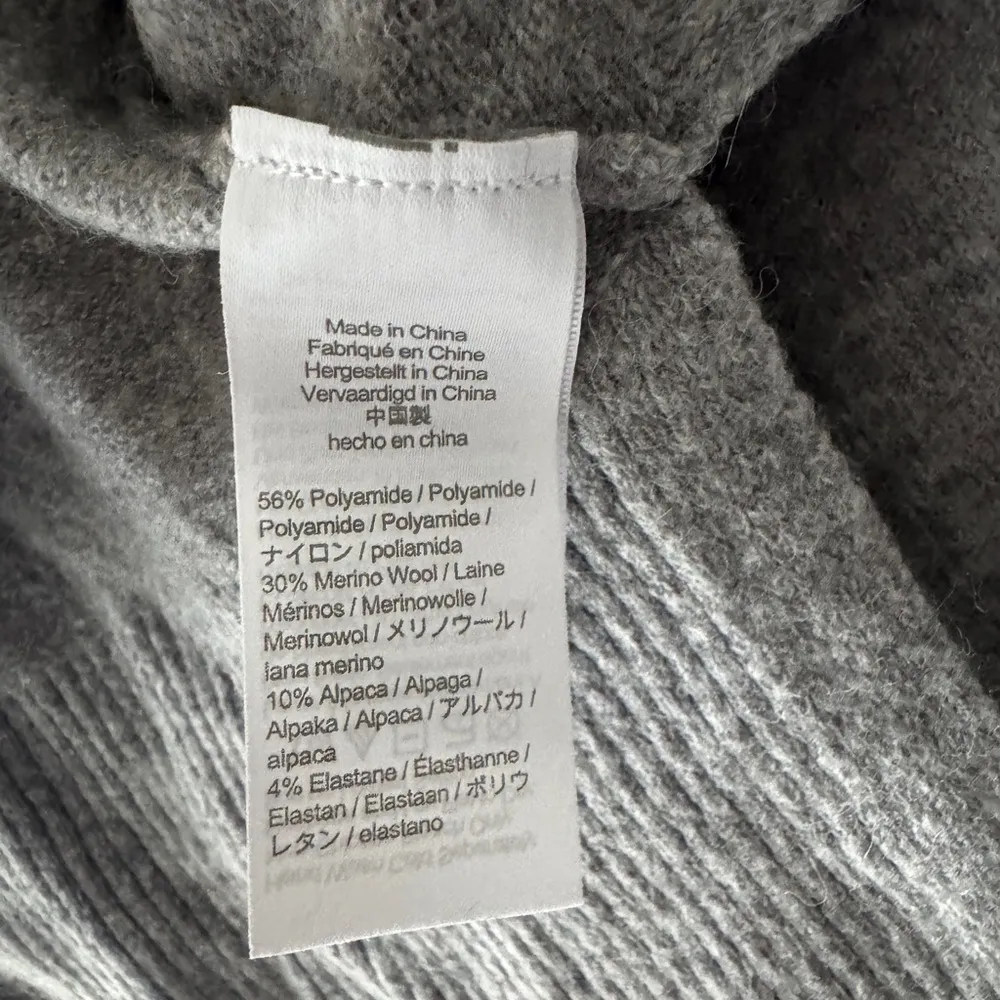 Made in China
Fabriqué en Chine
Hergestellt in China
Vervaardigd in China
中国製
hecho en china
56% Polyamide / Polyamide /
Polyamide / Polyamide /
ナイロン / poliamida
30% Merino Wool / Laine
Mérinos / Merinowolle /
Merinowol / メリノウール /
lana merino
10% Alpaca / Alpaga /
Alpaka / Alpaca / アルパカ /
alpaca
4% Elastane / Élasthanne /
Elastan / Elastaan / ポリウ
レタン / elastano